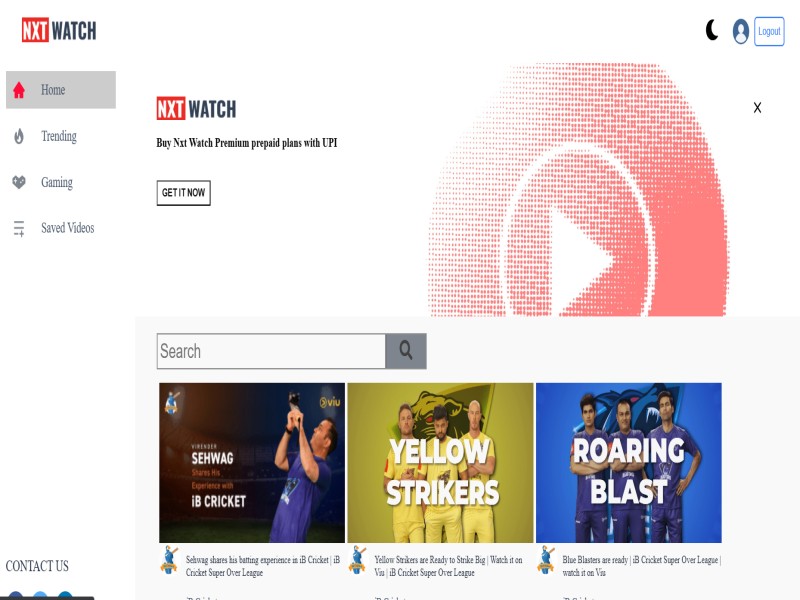 NXT WATCH
Logout
Home
Trending
Gaming
Saved Videos
CONTACT US
NXT WATCH
X
Buy Nxt Watch Premium prepaid plans with UPI
GET IT NOW
Search
viu
VIRENDER
SEHWAG
Shares His
Experience with
iB CRICKET
YELLOW
STRIKERS
ROARING
BLAST
Sehwag shares his batting experience in iB Cricket | iB
Cricket Super Over League
Yellow Strikers are Ready to Strike Big | Watch it on
Viu | iB Cricket Super Over League
Blue Blasters are ready | iB Cricket Super Over League |
watch it on Viu